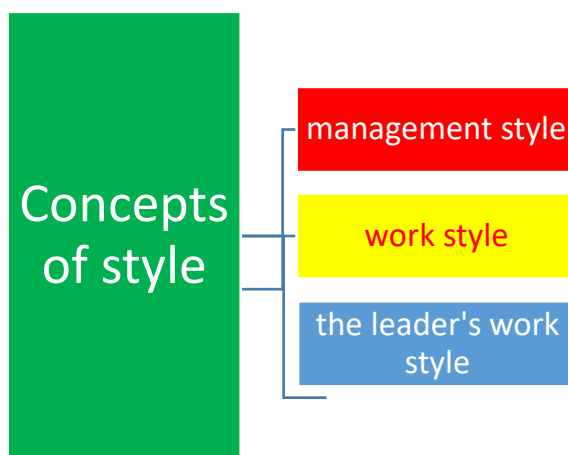 Concepts
of style
management style
work style
the leader's work
style